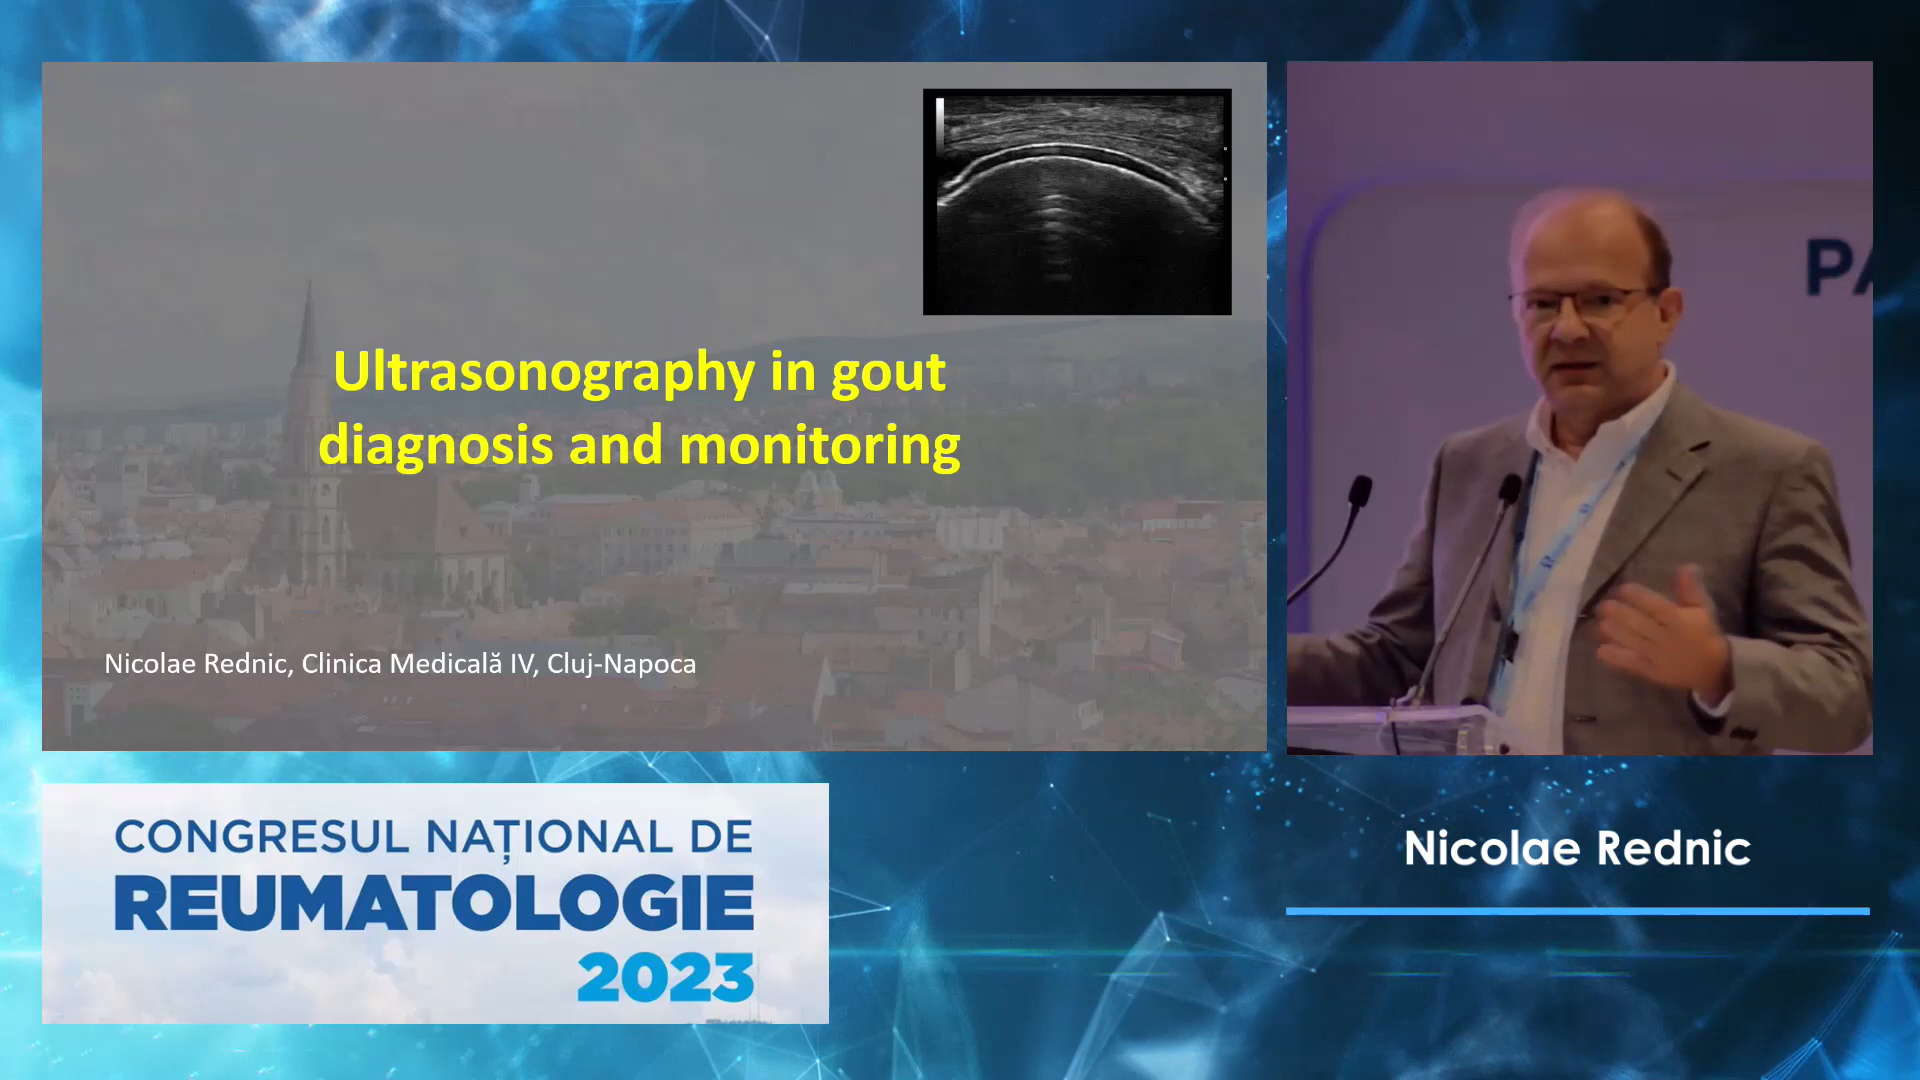 Ultrasonography in gout
diagnosis and monitoring
Nicolae Rednic, Clinica Medicală IV, Cluj-Napoca
PA
CONGRESUL NAȚIONAL DE
REUMATOLOGIE
2023
Nicolae Rednic